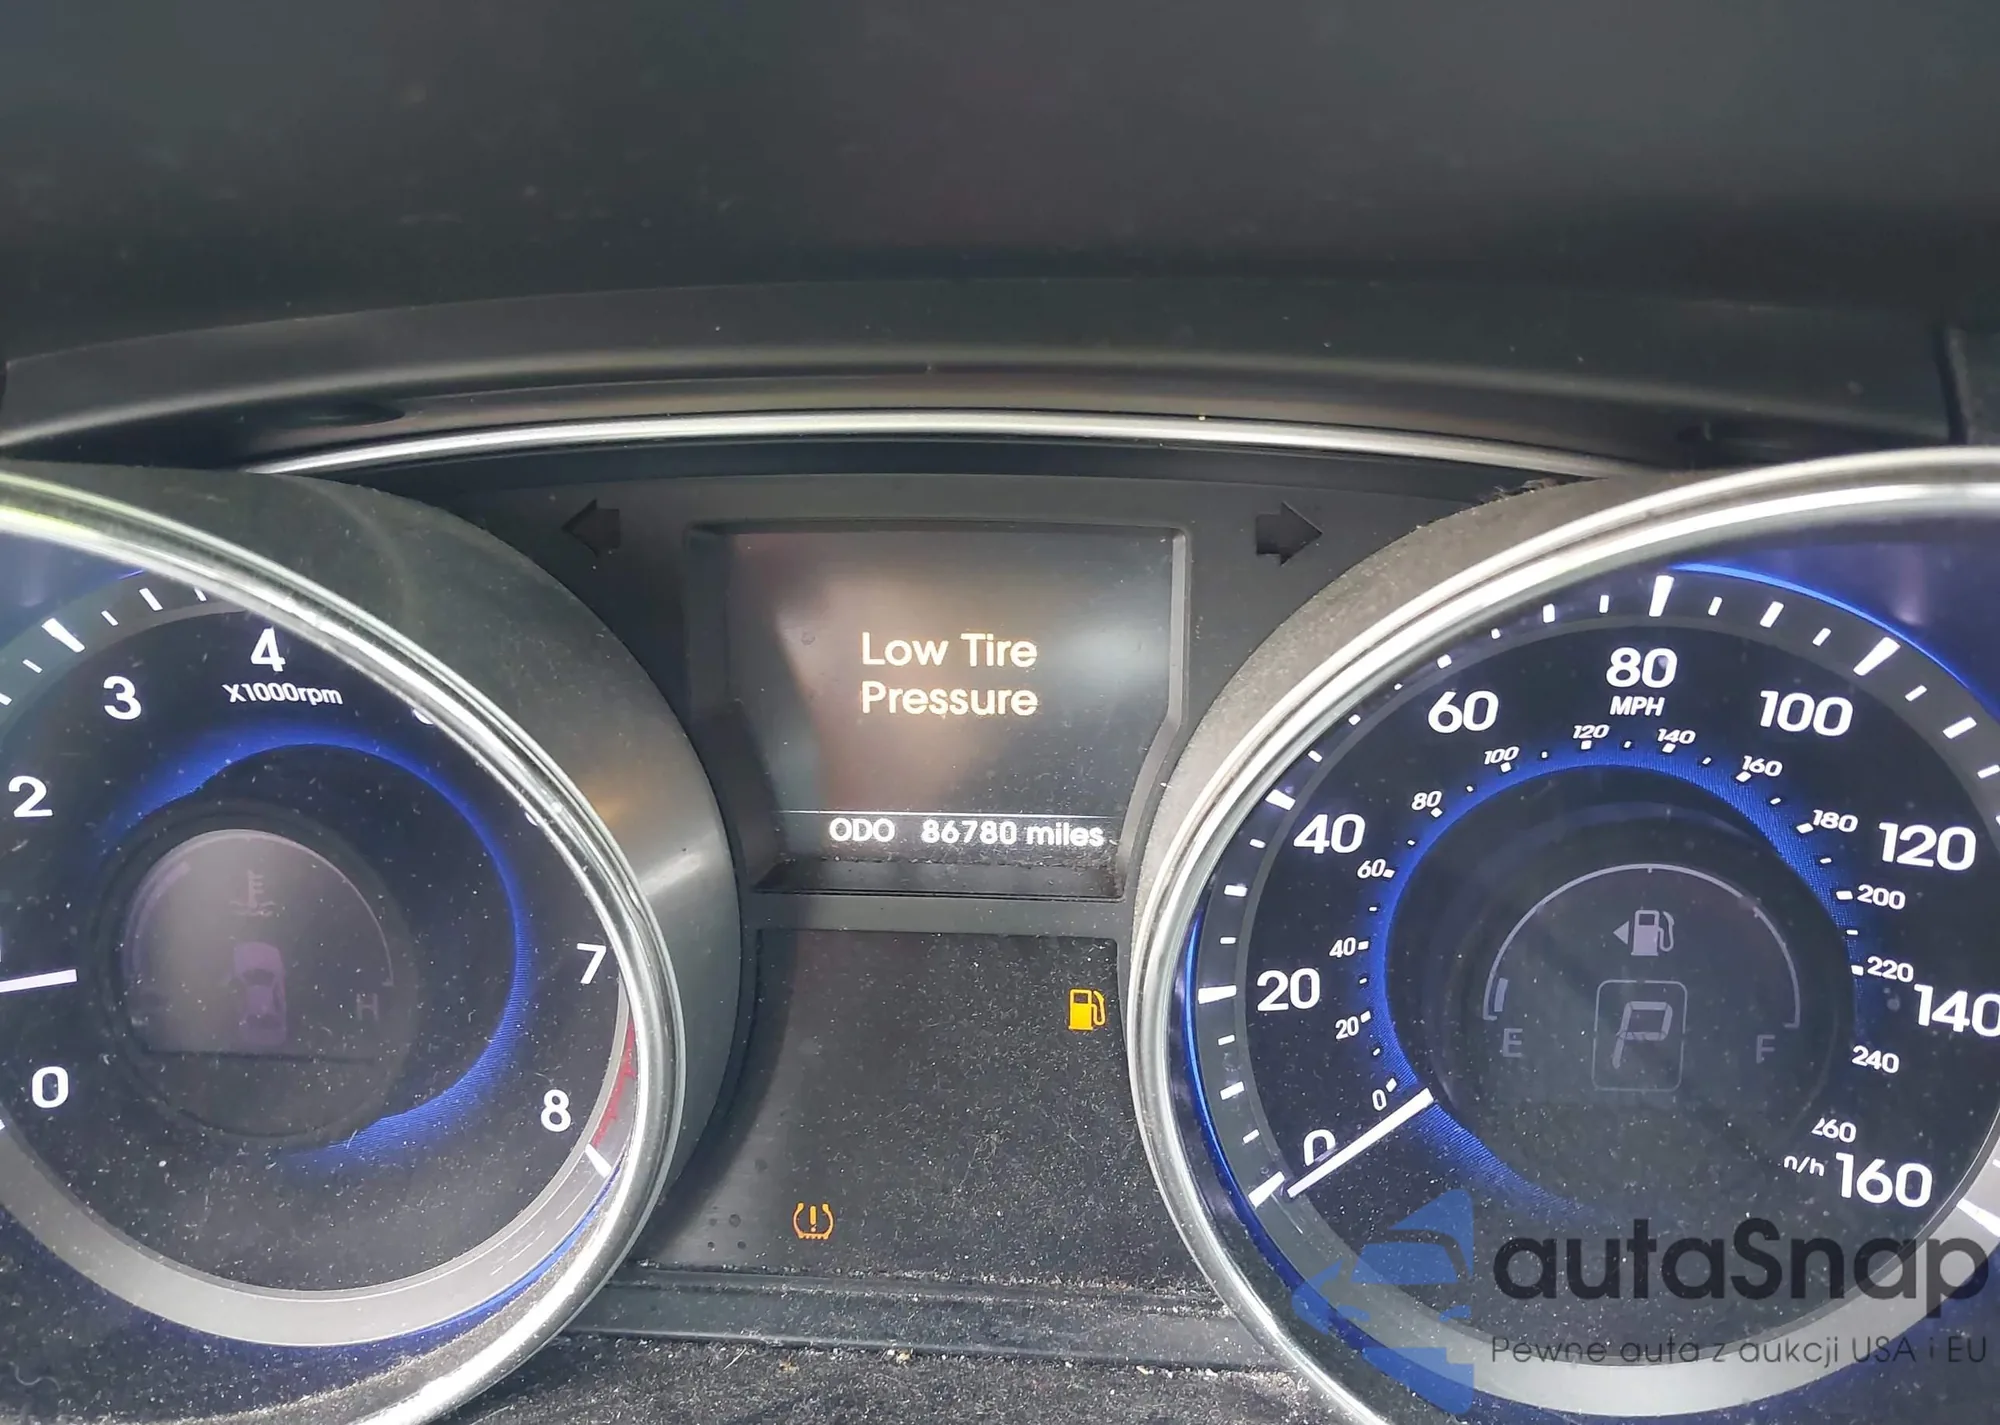 Low Tire
Pressure
ODO 86780 miles
0
2
3
4
X1000rpm
7
8
H
0
20
40
60
80
MPH
100
120
140
160
0
20
40
60
80
100
120
140
160
180
200
220
240
260
E
P
F
autaSnap
Pewne auta z aukcji USA i EU